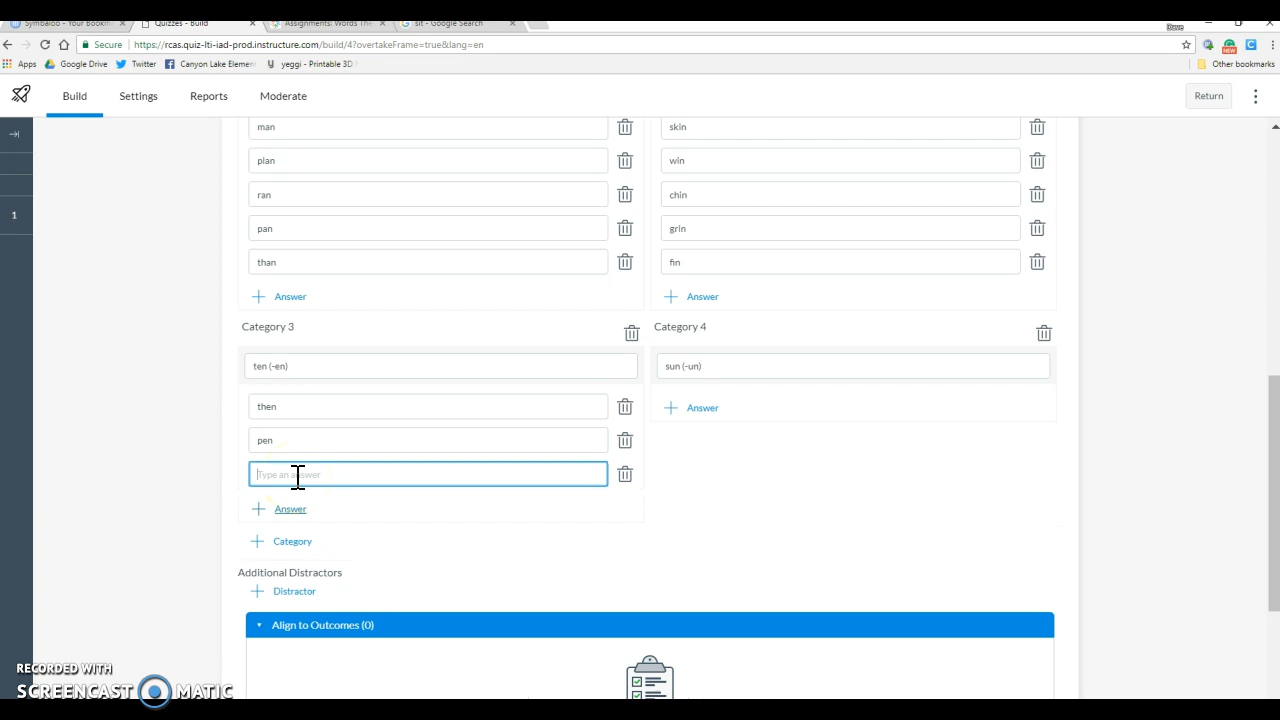 Symbaloo - Your Bookm
Quizzes - Build
Assignments: Words The
sit - Google Search
Dave
Secure
https://rcas.quiz-lti-iad-prod.instructure.com/build/4?overtakeFrame=true&lang=en
NEW
C
Apps
Google Drive
Twitter
Canyon Lake Elemen
yeggi - Printable 3D
Other bookmarks
Build
Settings
Reports
Moderate
Return
1
man
skin
plan
win
ran
chin
pan
grin
than
fin
Answer
Answer
Category 3
Category 4
ten (-en)
sun (-un)
then
Answer
pen
Type an answer
Answer
Category
Additional Distractors
Distractor
Align to Outcomes (0)
RECORDED WITH
SCREENCAST MATIC